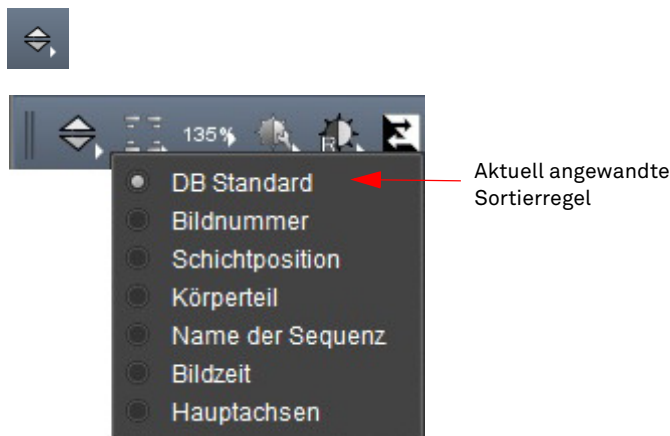 135%
R
DB Standard
Aktuell angewandte
Sortierregel
Bildnummer
Schichtposition
Körperteil
Name der Sequenz
Bildzeit
Hauptachsen